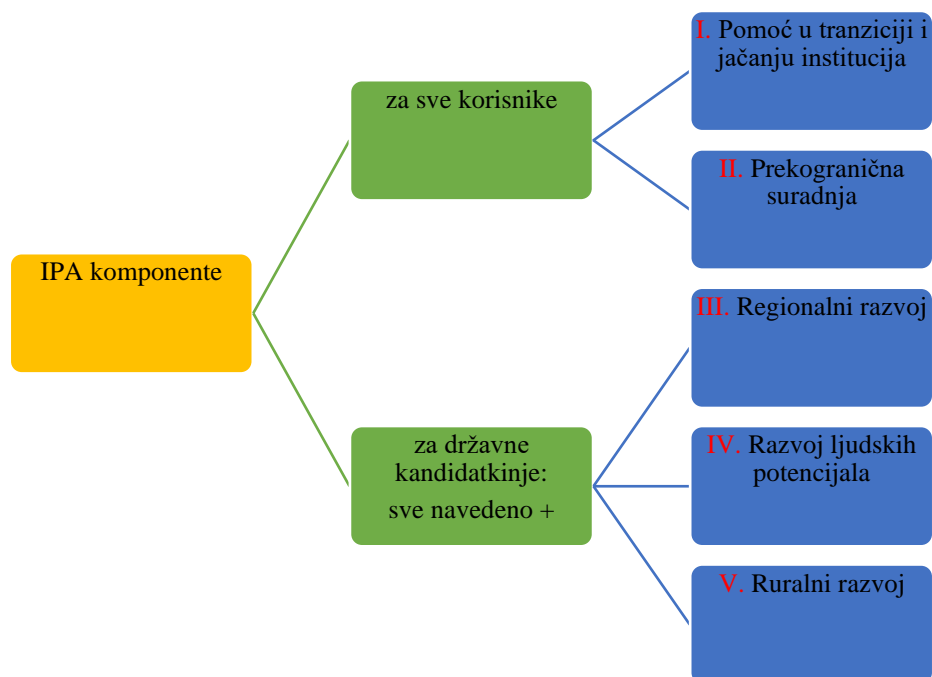 IPA komponente
za sve korisnike
I. Pomoć u tranziciji i
jačanju institucija
II. Prekogranična
suradnja
za državne
kandidatkinje:
sve navedeno +
III. Regionalni razvoj
IV. Razvoj ljudskih
potencijala
V. Ruralni razvoj